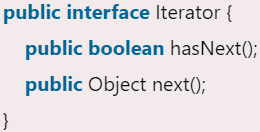 public interface Iterator {
public boolean hasNext();
public Object next();
}